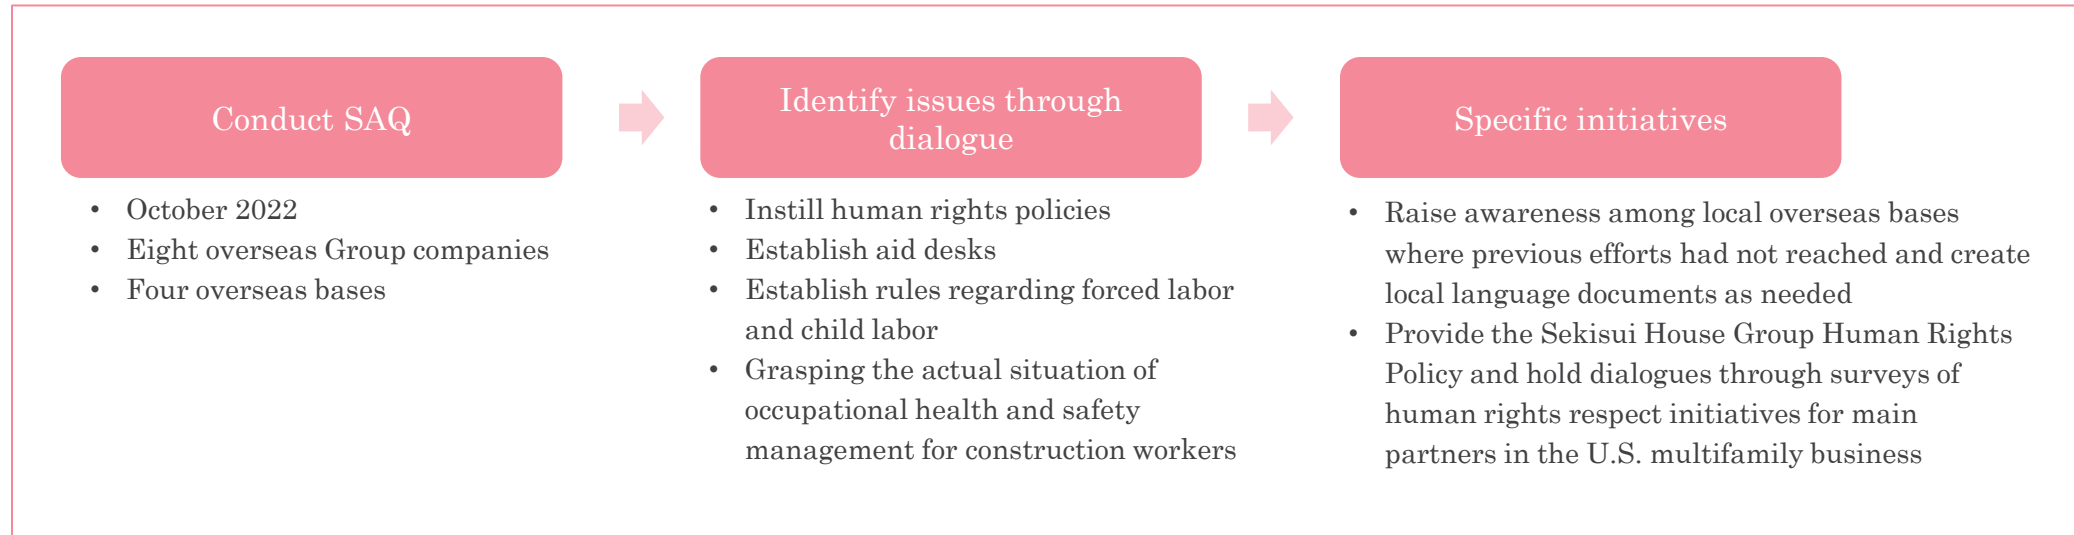 Conduct SAQ
• October 2022
• Eight overseas Group companies
• Four overseas bases
Identify issues through
dialogue
• Instill human rights policies
• Establish aid desks
• Establish rules regarding forced labor
and child labor
• Grasping the actual situation of
occupational health and safety
management for construction workers
Specific initiatives
• Raise awareness among local overseas bases
where previous efforts had not reached and create
local language documents as needed
• Provide the Sekisui House Group Human Rights
Policy and hold dialogues through surveys of
human rights respect initiatives for main
partners in the U.S. multifamily business